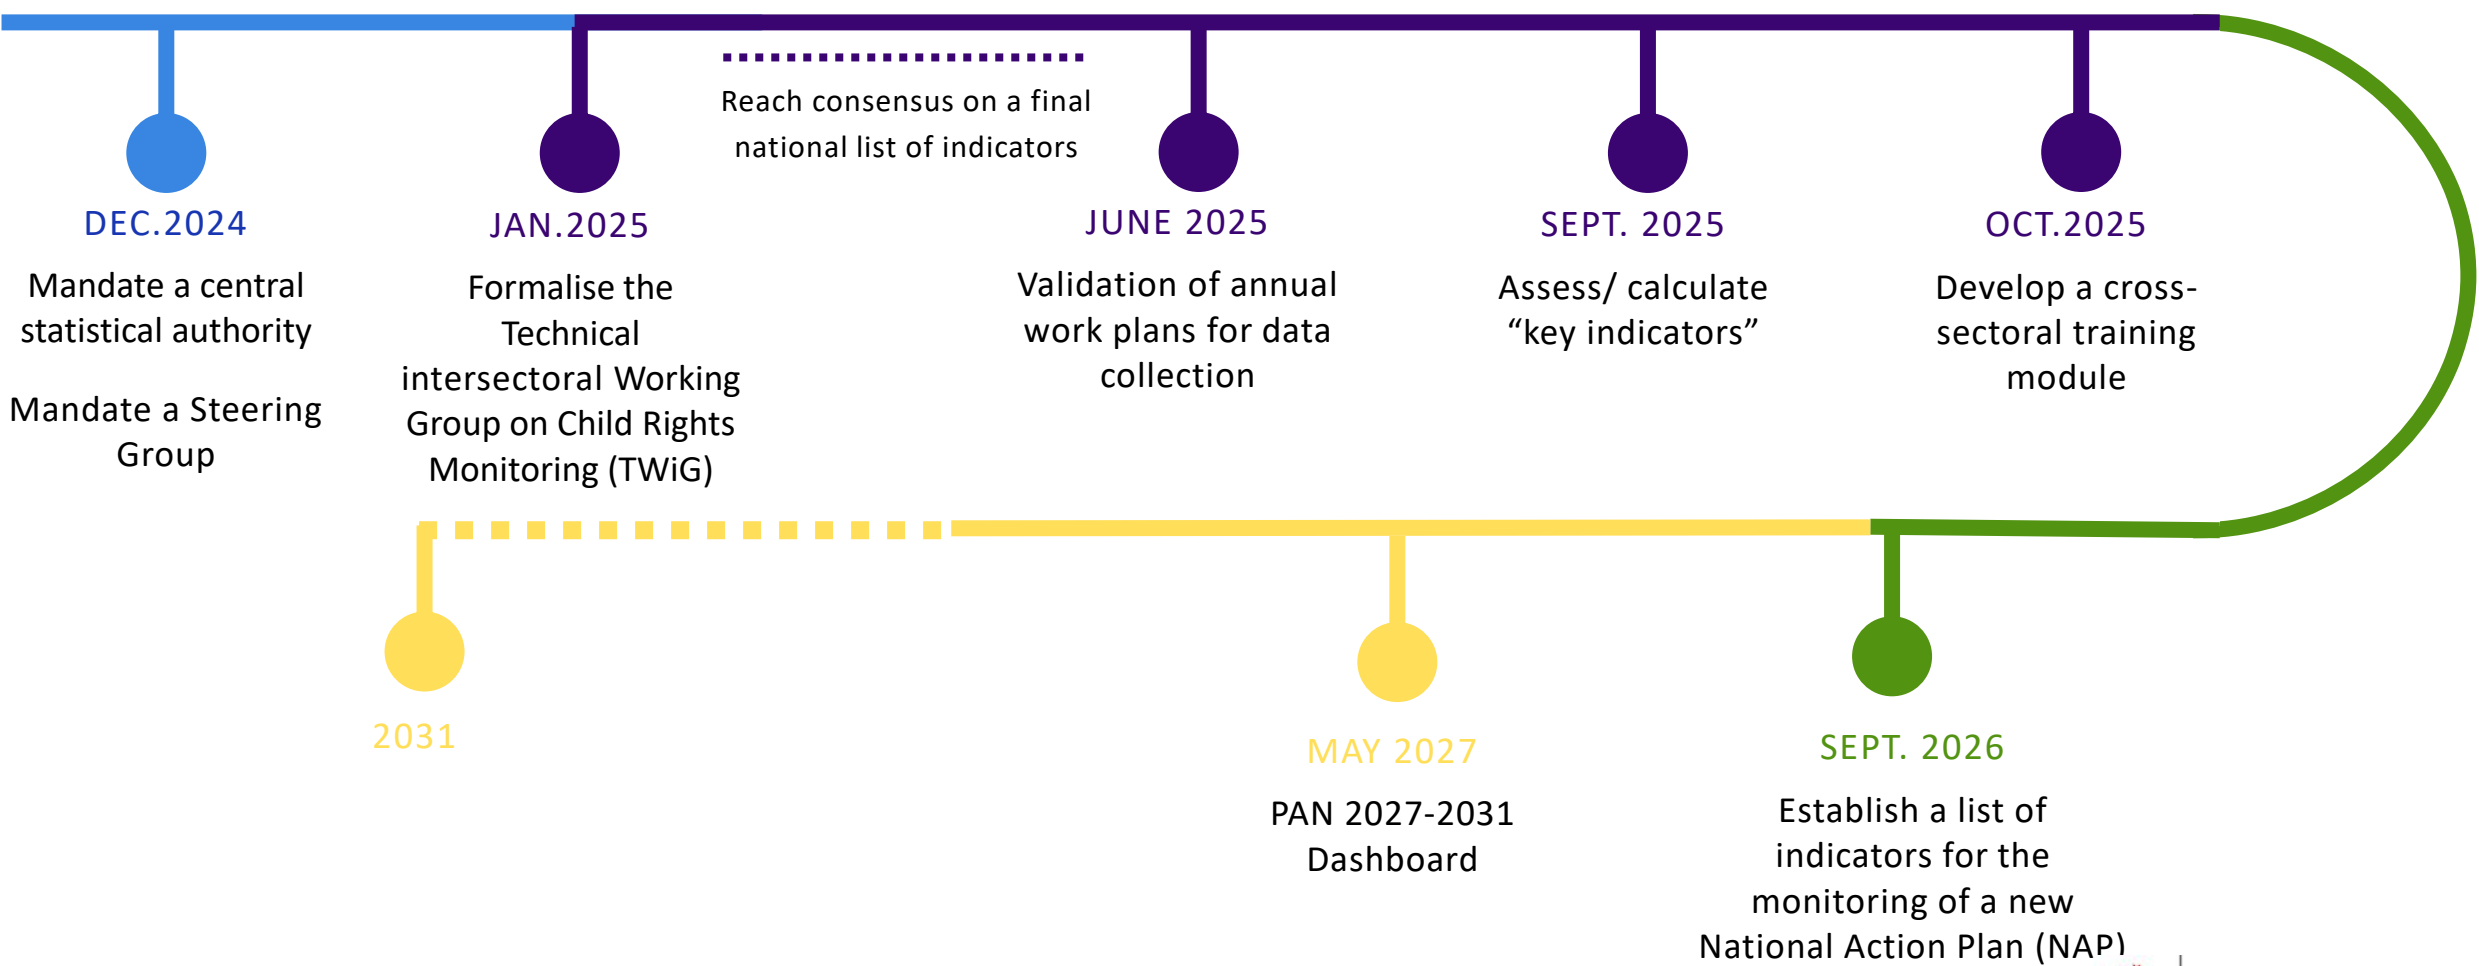 Reach consensus on a final
national list of indicators
DEC.2024
Mandate a central
statistical authority
Mandate a Steering
Group
JAN.2025
Formalise the
Technical
intersectoral Working
Group on Child Rights
Monitoring (TWiG)
JUNE 2025
Validation of annual
work plans for data
collection
SEPT. 2025
Assess/ calculate
“key indicators”
OCT.2025
Develop a cross-
sectoral training
module
2031
MAY 2027
PAN 2027-2031
Dashboard
SEPT. 2026
Establish a list of
indicators for the
monitoring of a new
National Action Plan (NAP)